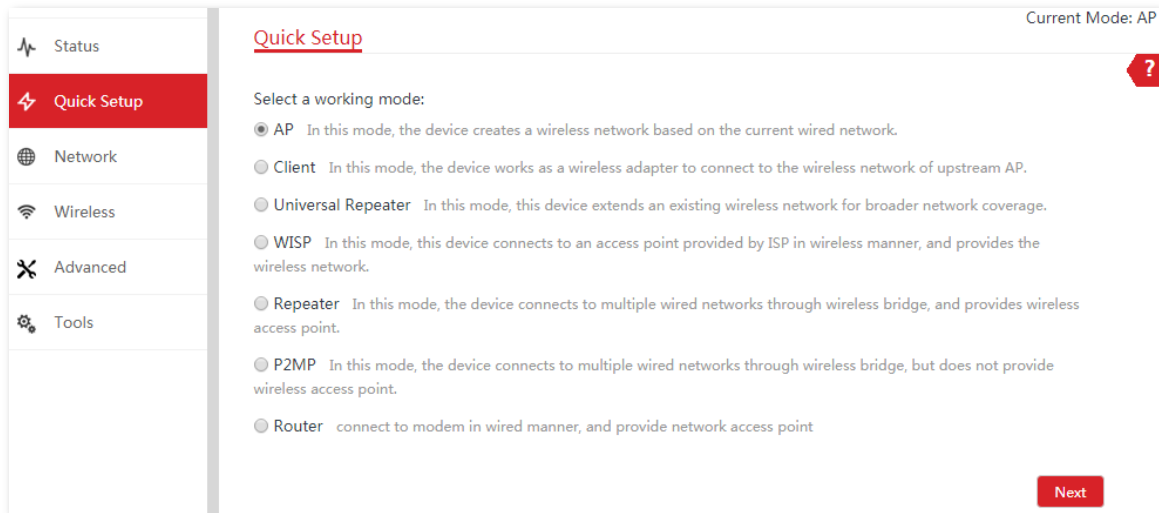 Current Mode: AP
Status
Quick Setup
Network
Wireless
Advanced
Tools
Quick Setup
?
Select a working mode:
AP In this mode, the device creates a wireless network based on the current wired network.
Client In this mode, the device works as a wireless adapter to connect to the wireless network of upstream AP.
Universal Repeater In this mode, this device extends an existing wireless network for broader network coverage.
WISP In this mode, this device connects to an access point provided by ISP in wireless manner, and provides the
wireless network.
Repeater In this mode, the device connects to multiple wired networks through wireless bridge, and provides wireless
access point.
P2MP In this mode, the device connects to multiple wired networks through wireless bridge, but does not provide
wireless access point.
Router connect to modem in wired manner, and provide network access point
Next